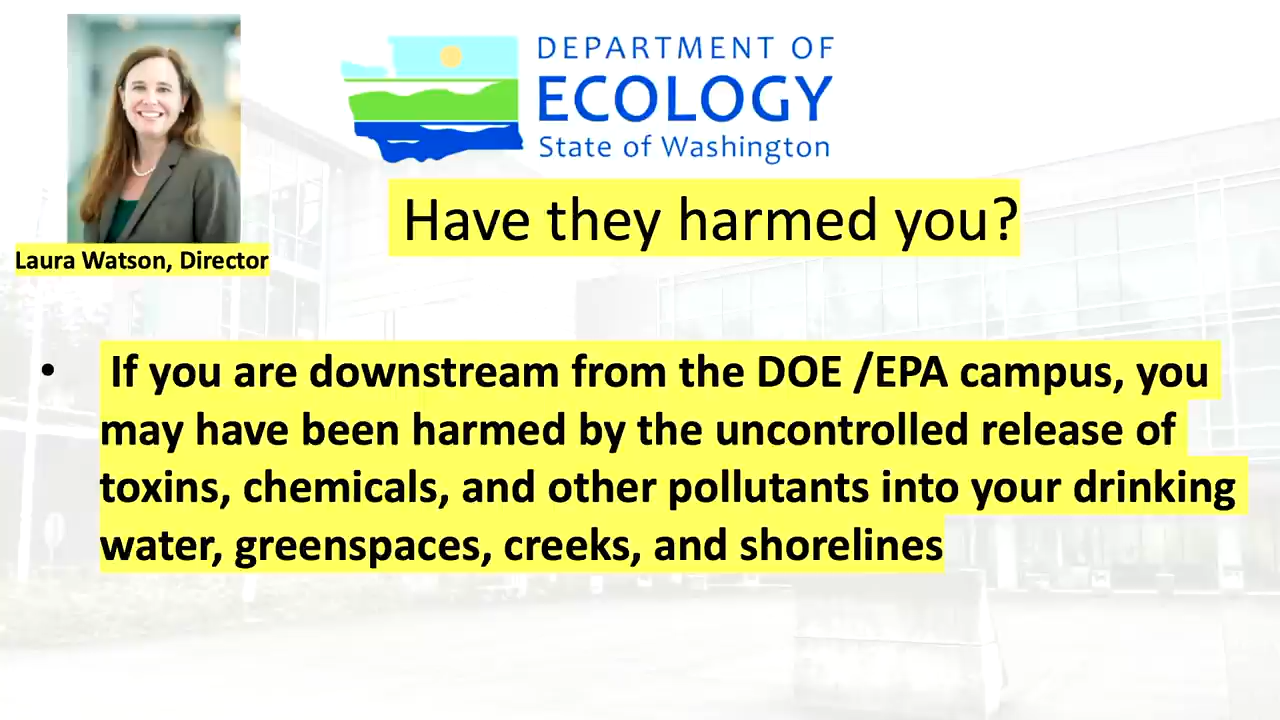 DEPARTMENT OF
ECOLOGY
State of Washington
Have they harmed you?
Laura Watson, Director
• If you are downstream from the DOE /EPA campus, you
may have been harmed by the uncontrolled release of
toxins, chemicals, and other pollutants into your drinking
water, greenspaces, creeks, and shorelines